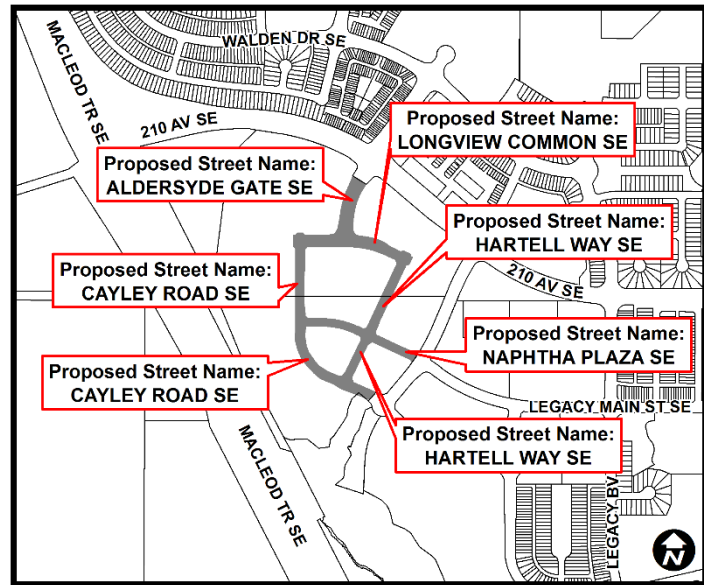 WALDEN DR SE
MACLEOD TR SE
210 AV SE
Proposed Street Name:
LONGVIEW COMMON SE
Proposed Street Name:
ALDERSYDE GATE SE
Proposed Street Name:
HARTELL WAY SE
Proposed Street Name:
CAYLEY ROAD SE
210 AV SE
Proposed Street Name:
NAPHTHA PLAZA SE
Proposed Street Name:
CAYLEY ROAD SE
LEGACY MAIN ST SE
Proposed Street Name:
HARTELL WAY SE
MACLEOD TR SE
LEGACY BV
N